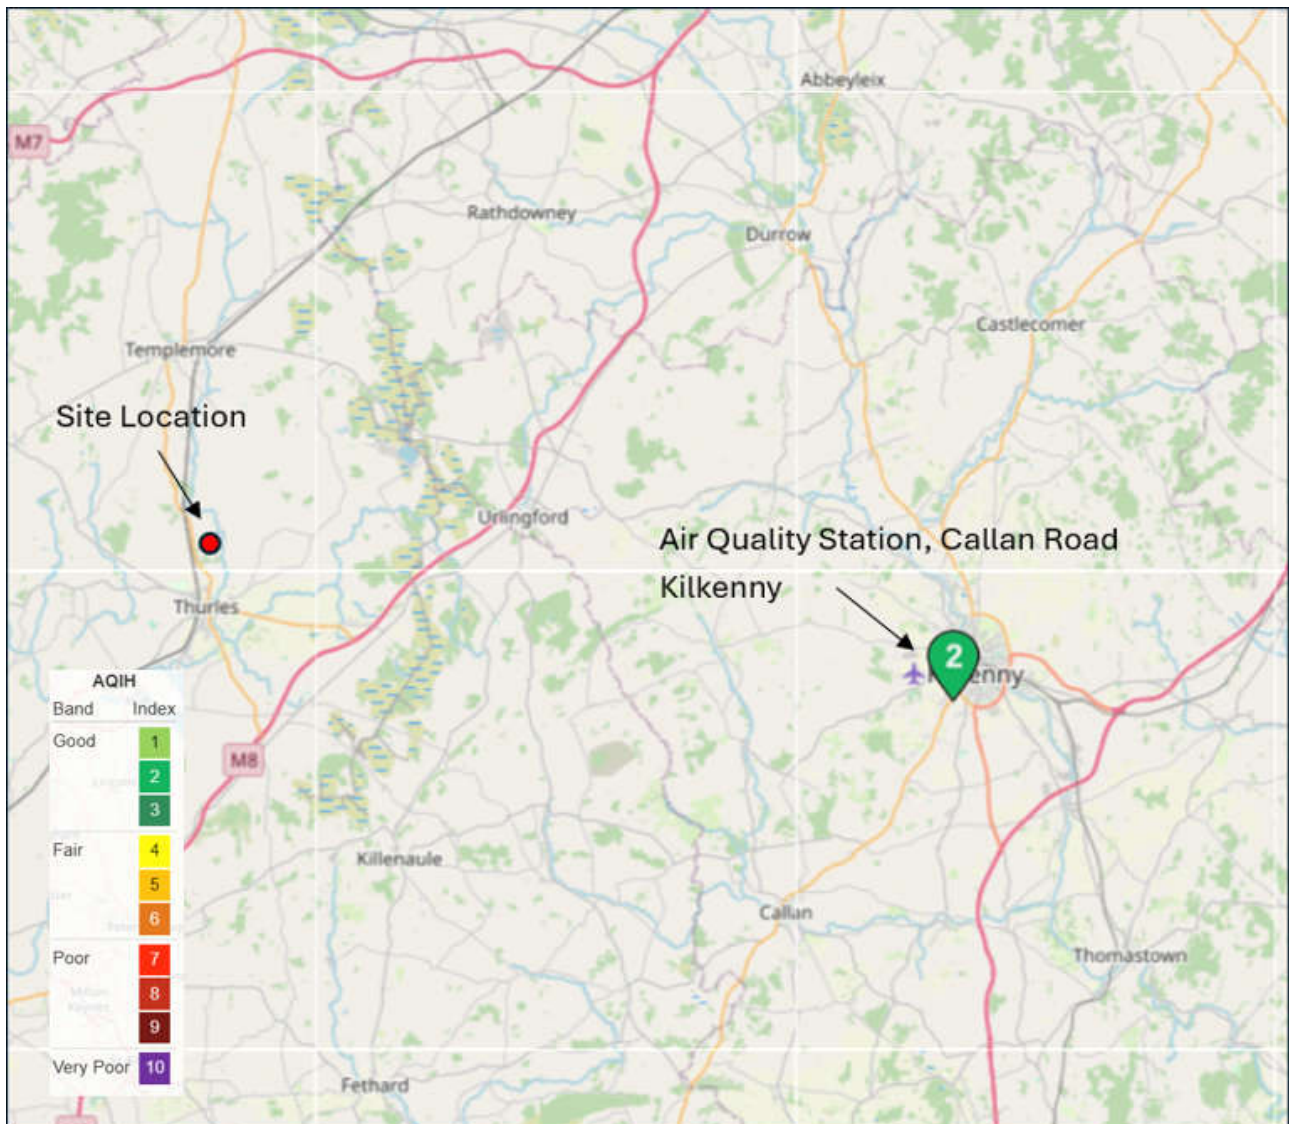 Abbeyleix
M7
Rathdowney
Durrow
Castlecomer
Templemore
Site Location
Urlingford
Air Quality Station, Callan Road
Kilkenny
Thurles
2
enny
AQIH
Band Index
Good 1
2
3
M8
Fair 4
5
6
Killenaule
Callan
Poor 7
8
9
Thomastown
Very Poor 10
Fethard